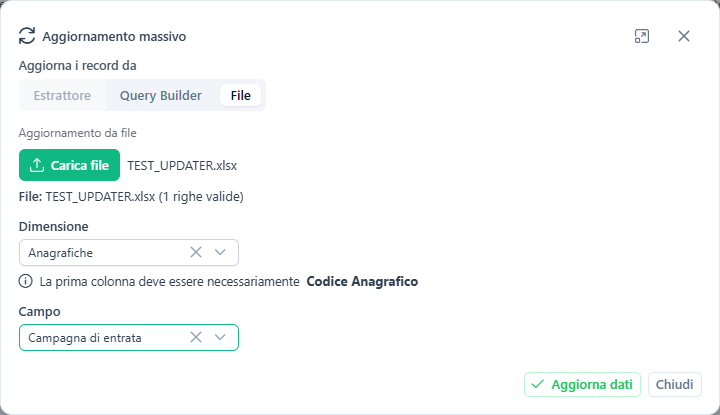 Aggiornamento massivo
Aggiorna i record da
Estrattore Query Builder File
Aggiornamento da file
Carica file TEST_UPDATER.xlsx
File: TEST_UPDATER.xlsx (1 righe valide)
Dimensione
Anagrafiche
La prima colonna deve essere necessariamente Codice Anagrafico
Campo
Campagna di entrata
Aggiorna dati Chiudi